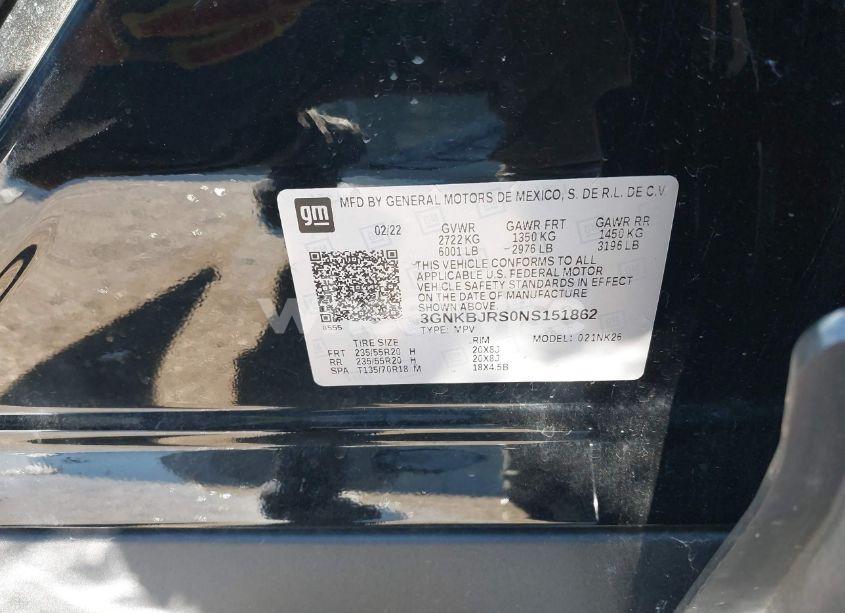 gm MFD BY GENERAL MOTORS DE MEXICO, S. DE R.L. DE C.V.
02/22 GVWR GAWR FRT GAWR RR
2722 KG 1350 KG 1450 KG
6001 LB 2976 LB 3196 LB
THIS VEHICLE CONFORMS TO ALL
APPLICABLE U.S. FEDERAL MOTOR
VEHICLE SAFETY STANDARDS IN EFFECT
ON THE DATE OF MANUFACTURE
SHOWN ABOVE.
3GNKBJRS0NS151862
8555 TYPE: MPV MODEL: 021NK26
TIRE SIZE RIM
FRT 235/55R20 H 20X8J
RR 235/55R20 H 20X8J
SPA T135/70R18 M 18X4.5B